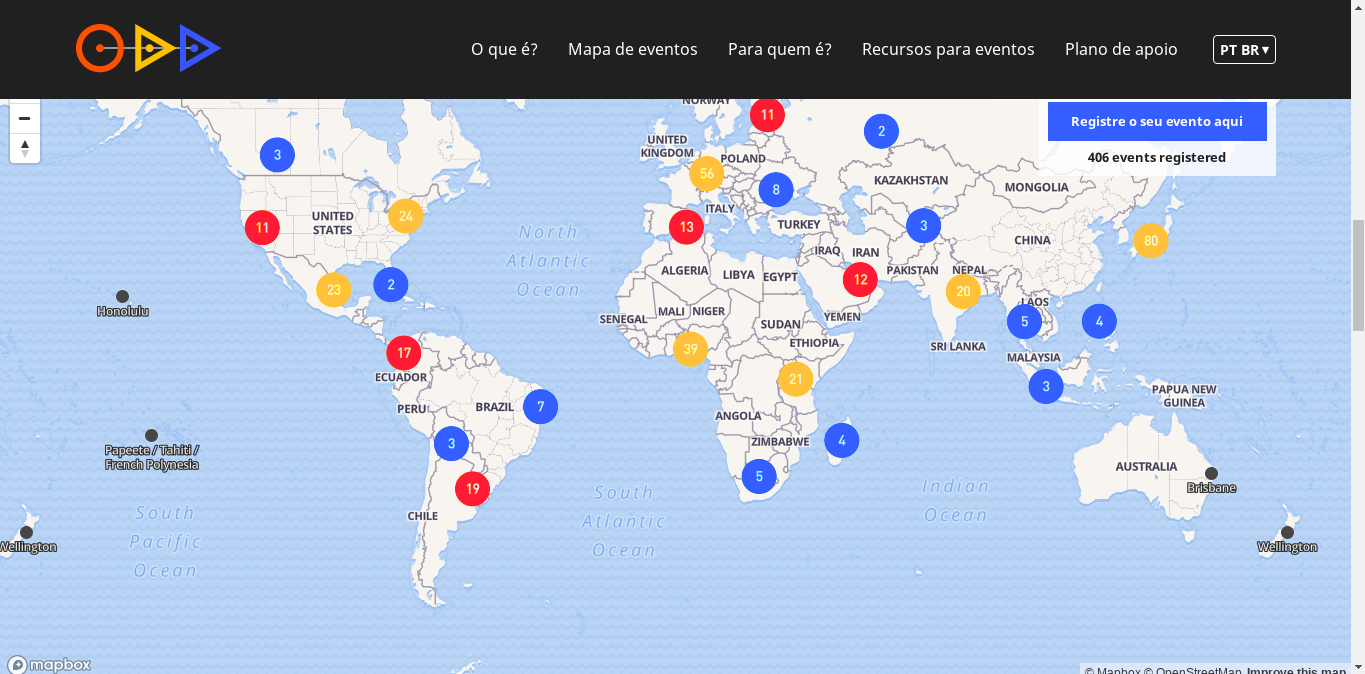 O que é?
Mapa de eventos
Para quem é?
Recursos para eventos
Plano de apoio
PT BR ▾
Registre o seu evento aqui
406 events registered
NORWAY
11
2
3
UNITED
KINGDOM
POLAND
56
8
KAZAKHSTAN
MONGOLIA
ITALY
24
UNITED
STATES
11
13
TURKEY
3
CHINA
80
North
Atlantic
Ocean
IRAQ
IRAN
ALGERIA
LIBYA
EGYPT
PAKISTAN
NEPAL
12
23
2
20
Honolulu
LAOS
SENEGAL
MALI
NIGER
YEMEN
SUDAN
5
4
ETHIOPIA
SRI LANKA
39
17
MALAYSIA
ECUADOR
21
3
PERU
BRAZIL
7
PAPUA NEW
GUINEA
ANGOLA
3
ZIMBABWE
4
Papeete / Tahiti /
French Polynesia
AUSTRALIA
5
19
Brisbane
South
Atlantic
Ocean
Indian
Ocean
CHILE
South
Pacific
Ocean
Wellington
Wellington
mapbox
© Mapbox © OpenStreetMap Improve this map